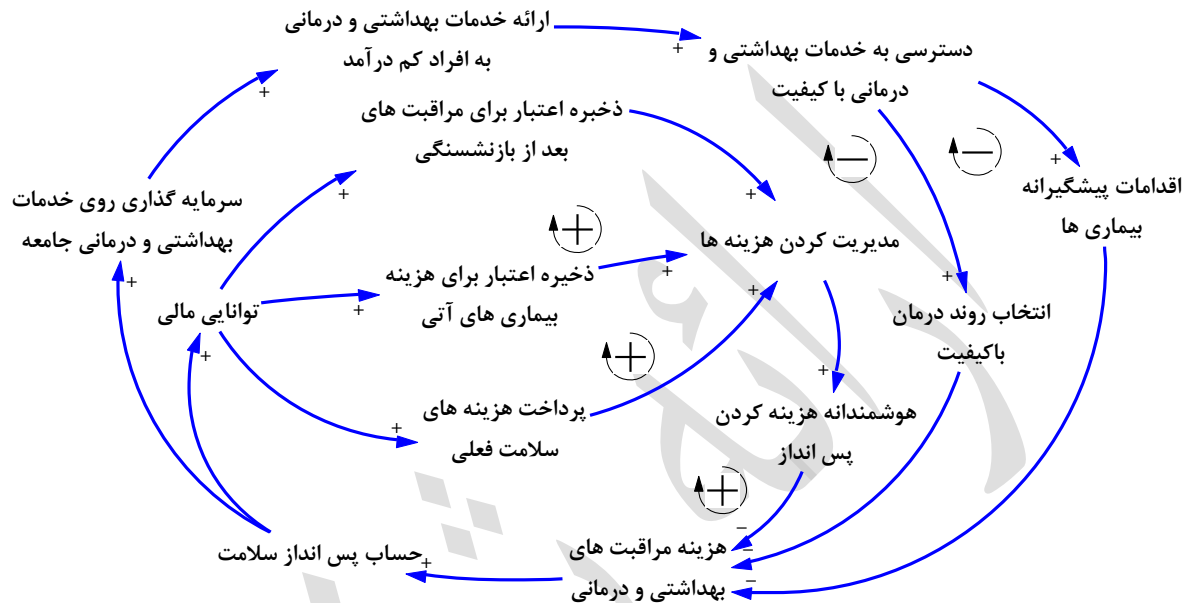 ارائه خدمات بهداشتی و درمانی
به افراد کم درآمد
دسترسی به خدمات بهداشتی و
درمانی با کیفیت
ذخیره اعتبار برای مراقبت های
بعد از بازنشسنگی
اقدامات پیشگیرانه
بیماری ها
سرمایه گذاری روی خدمات
بهداشتی و درمانی جامعه
مدیریت کردن هزینه ها
ذخیره اعتبار برای هزینه
بیماری های آتی
توانایی مالی
انتخاب روند درمان
باکیفیت
پرداخت هزینه های
سلامت فعلی
هوشمندانه هزینه کردن
پس انداز
هزینه مراقبت های
بهداشتی و درمانی
حساب پس انداز سلامت